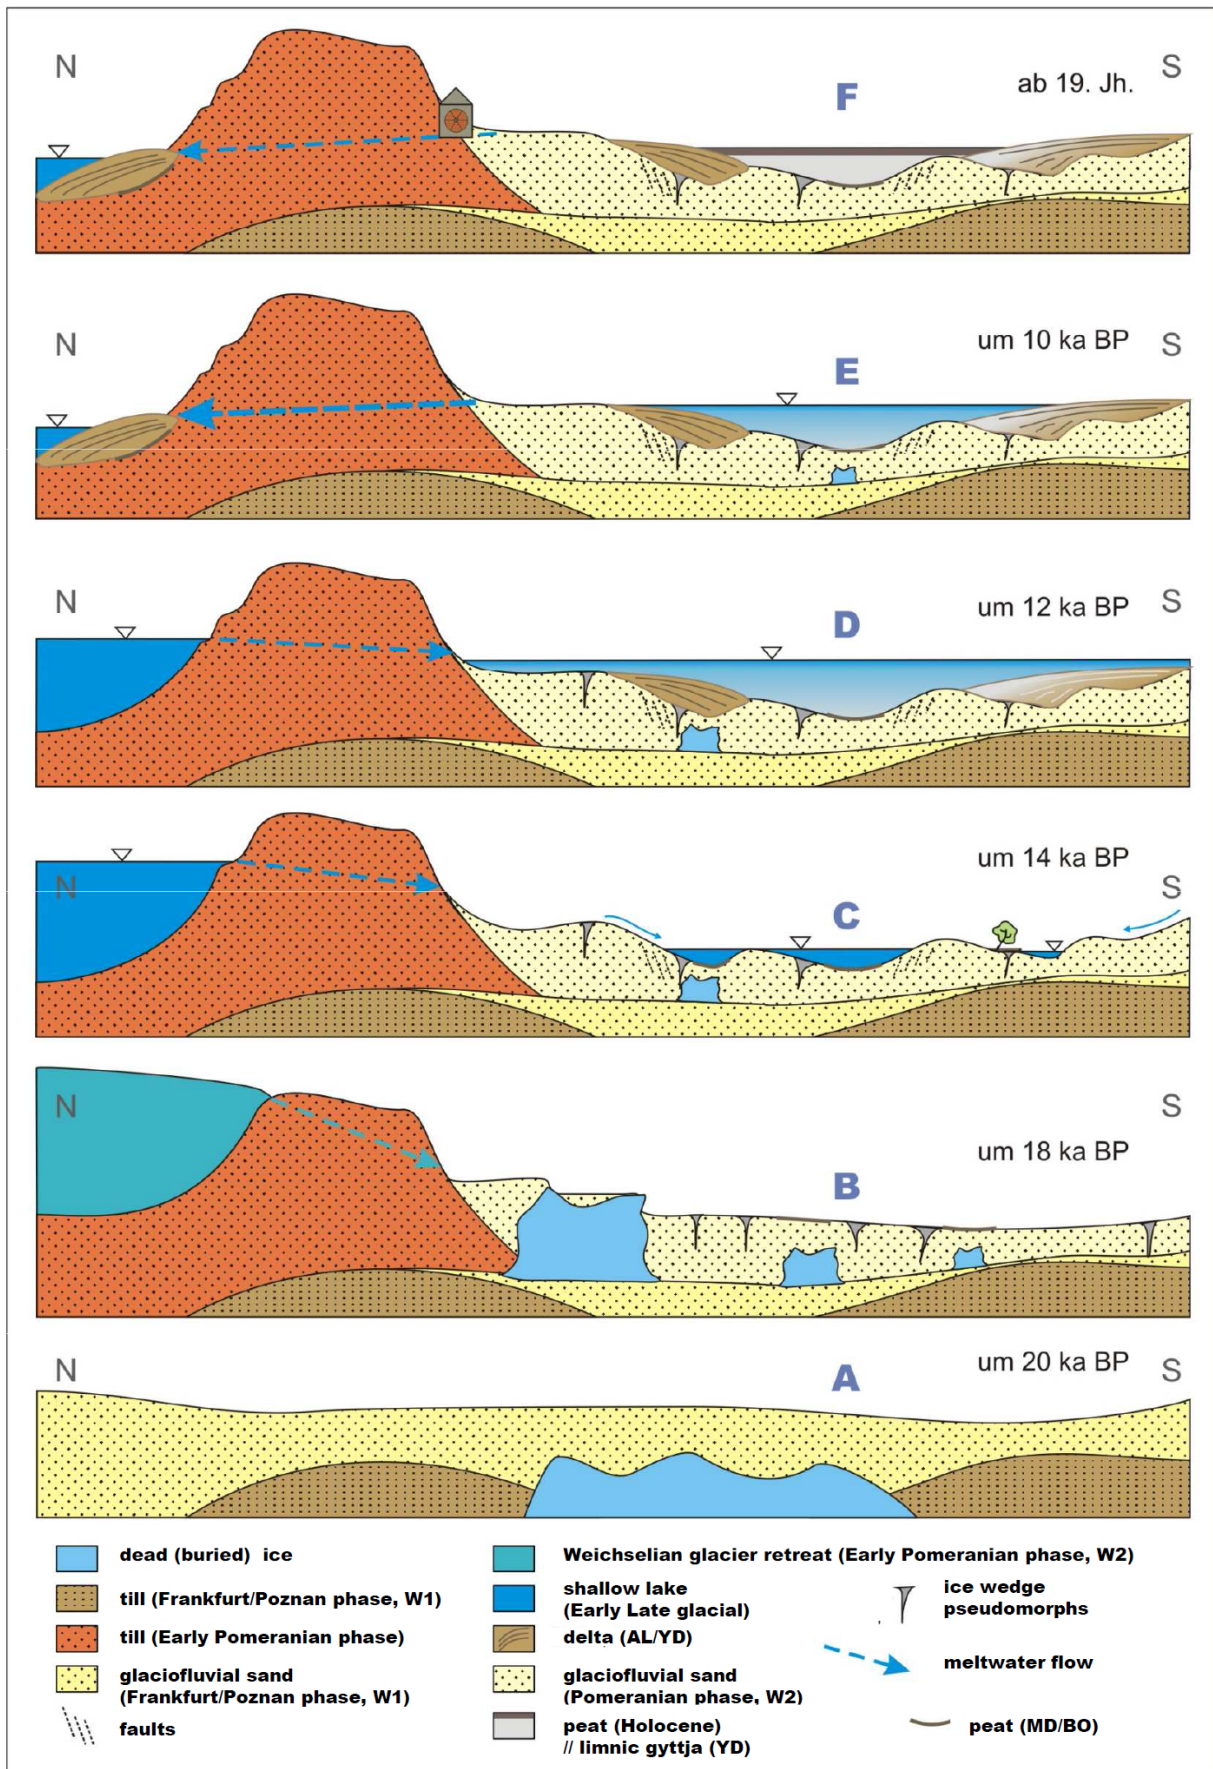 N
S
F
ab 19. Jh.
N
um 10 ka BP
S
E
N
um 12 ka BP
S
D
um 14 ka BP
N
S
C
N
S
um 18 ka BP
B
N
um 20 ka BP
S
A
dead (buried) ice
till (Frankfurt/Poznan phase, W1)
till (Early Pomeranian phase)
glaciofluvial sand
(Frankfurt/Poznan phase, W1)
faults
Weichselian glacier retreat (Early Pomeranian phase, W2)
shallow lake
(Early Late glacial)
delta (AL/YD)
glaciofluvial sand
(Pomeranian phase, W2)
peat (Holocene)
// limnic gyttja (YD)
ice wedge
pseudomorphs
meltwater flow
peat (MD/BO)